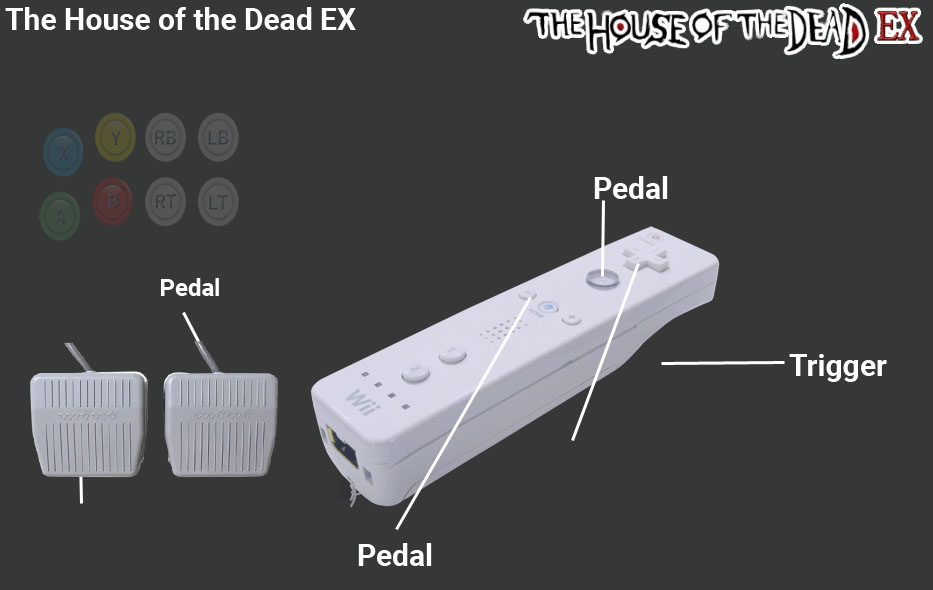 The House of the Dead EX
THE HOUSE OF THE DEAD EX
X
Y
RB
LB
A
B
RT
LT
Pedal
Pedal
Trigger
Wii
Pedal